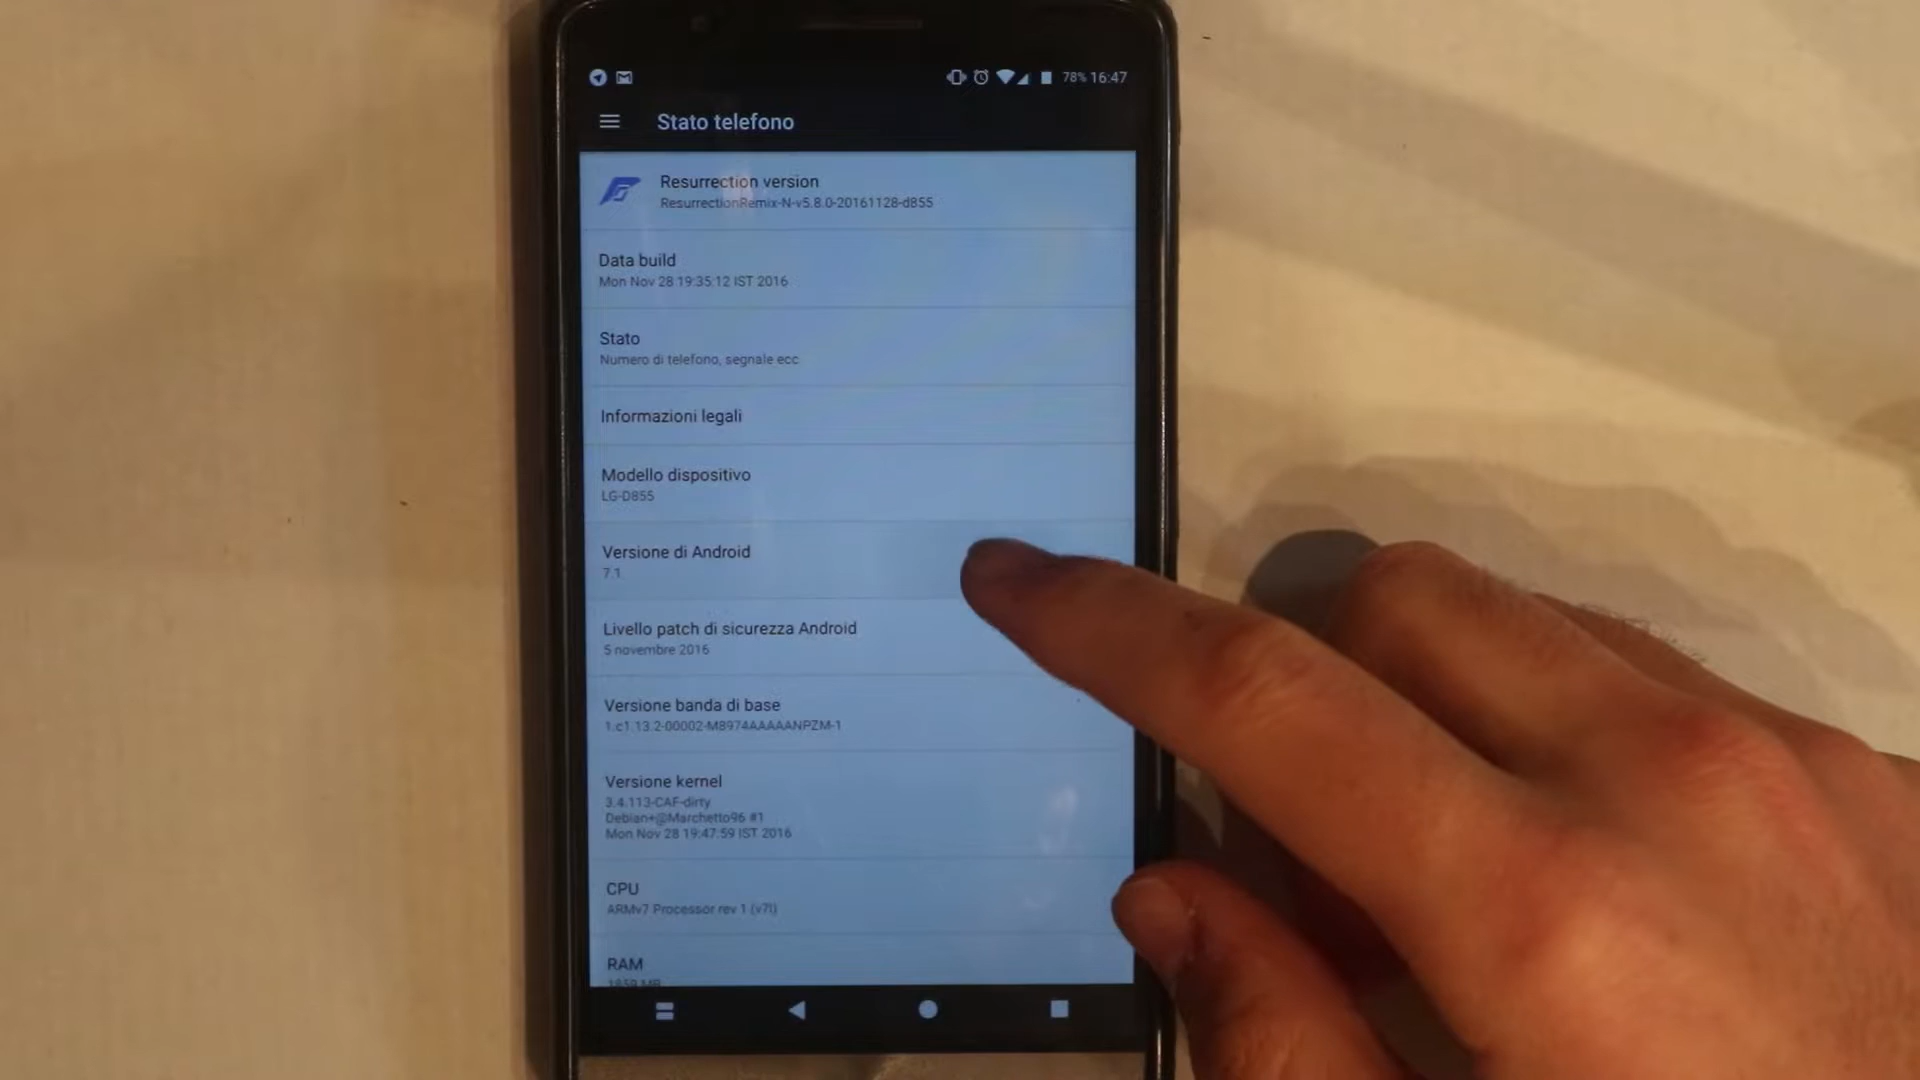 78% 16:47
Stato telefono
Resurrection version
ResurrectionRemix-N-v5.8.0-20161128-d855
Data build
Mon Nov 28 19:35:12 IST 2016
Stato
Numero di telefono, segnale ecc
Informazioni legali
Modello dispositivo
LG-D855
Versione di Android
7.1
Livello patch di sicurezza Android
5 novembre 2016
Versione banda di base
1.c1.13.2-00002-M8974AAAAANPZM-1
Versione kernel
3.4.113-CAF-dirty
Debian+@Marchetto96 #1
Mon Nov 28 19:47:59 IST 2016
CPU
ARMv7 Processor rev 1 (v7l)
RAM
1859 MB